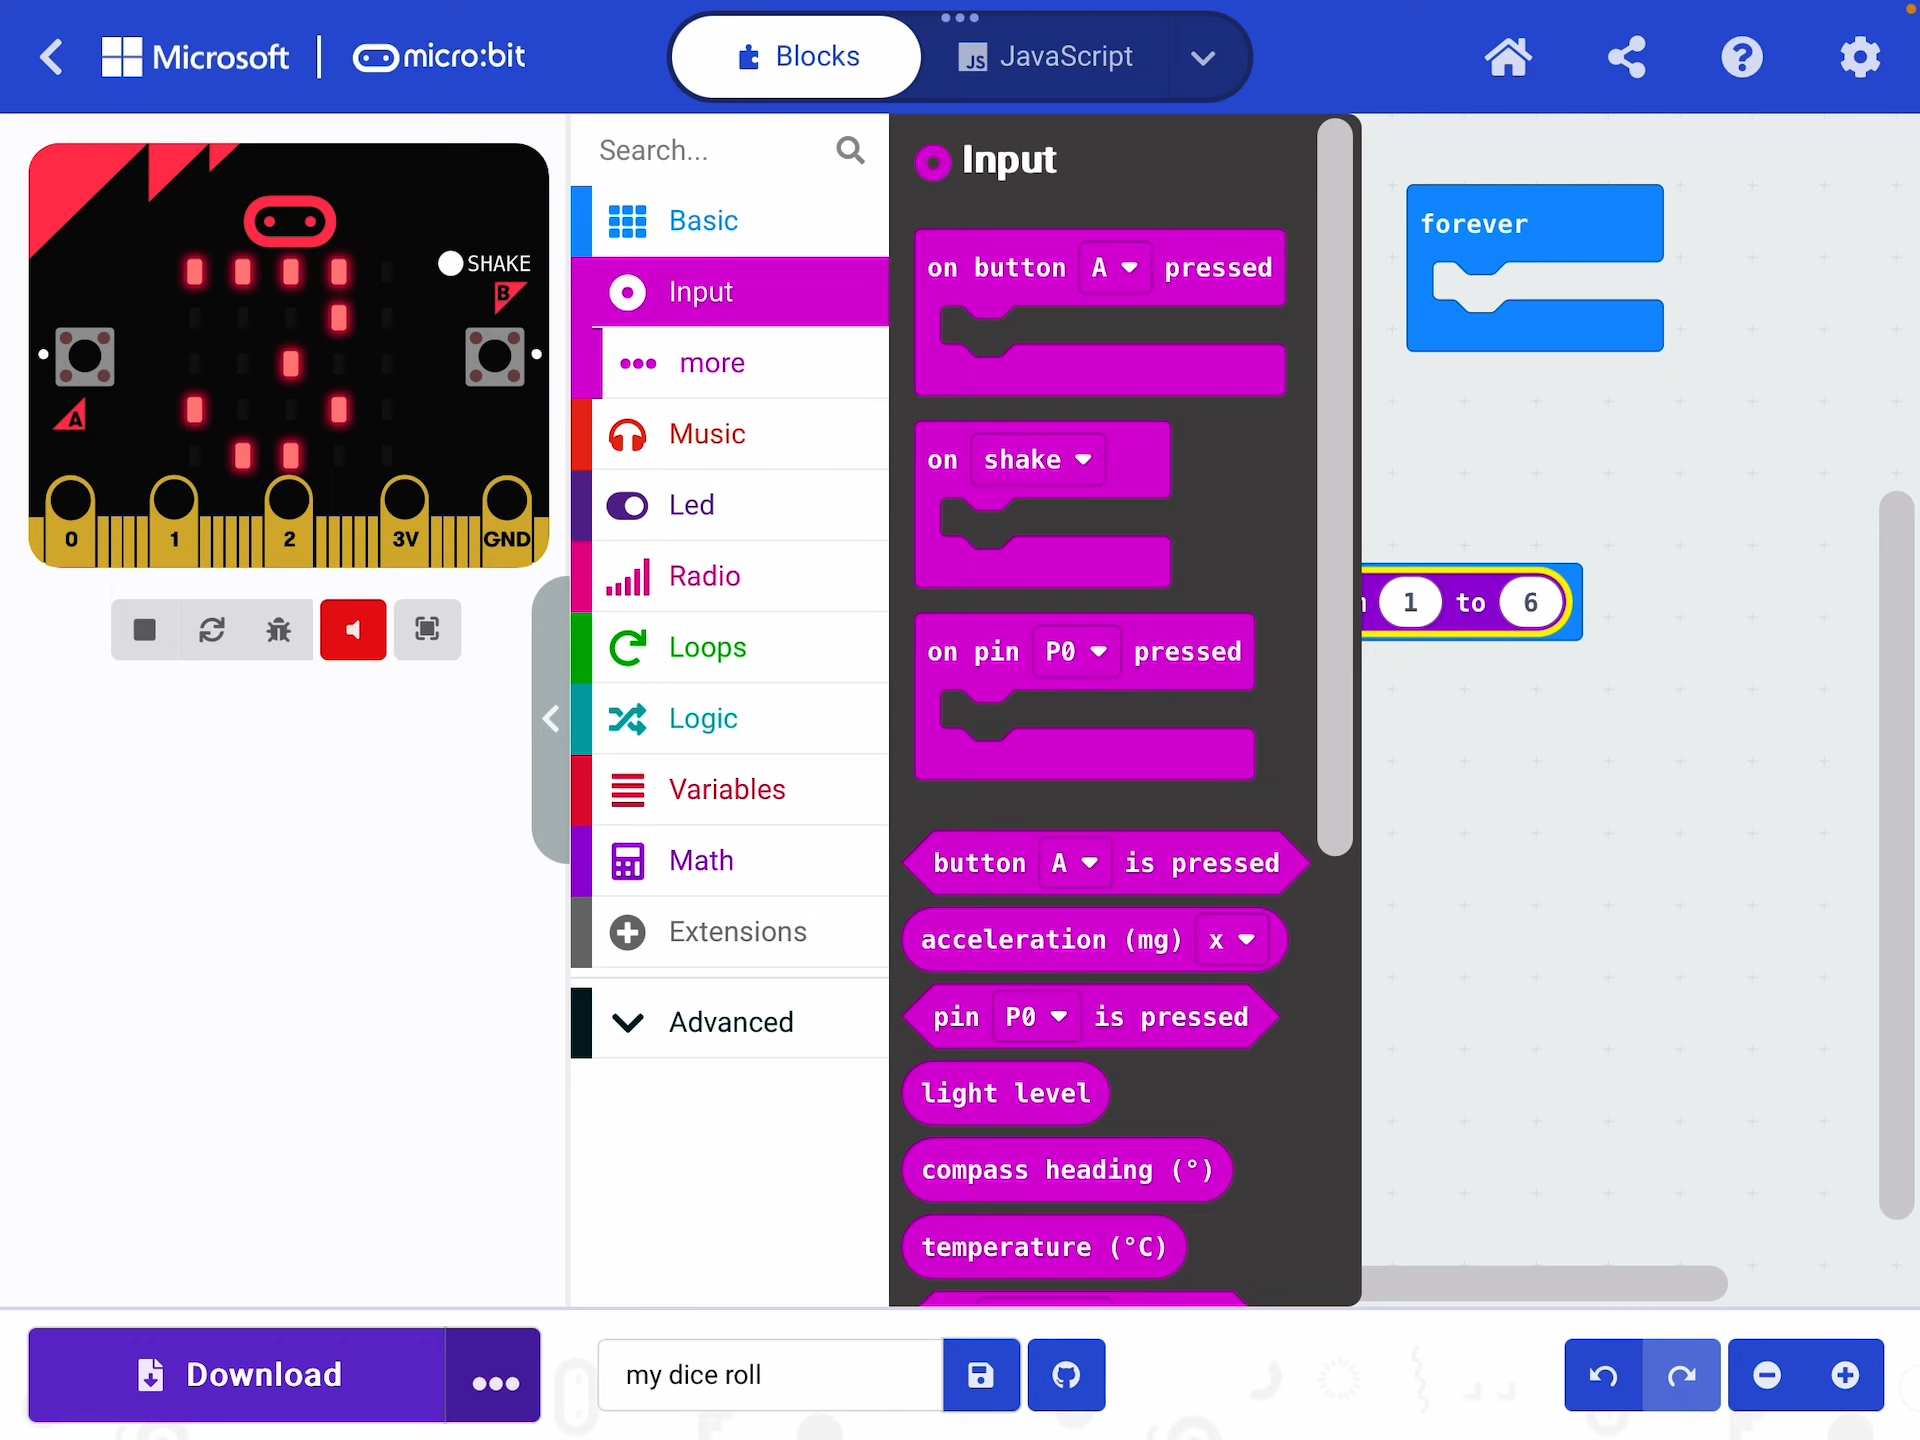 Microsoft | micro:bit
Blocks
JS JavaScript
SHAKE
B
A
0 1 2 3V GND
Search...
Basic
Input
more
Music
Led
Radio
Loops
Logic
Variables
Math
Extensions
Advanced
Input
on button A pressed
on shake
on pin P0 pressed
button A is pressed
acceleration (mg) x
pin P0 is pressed
light level
compass heading (°)
temperature (°C)
forever
1 to 6
Download
my dice roll